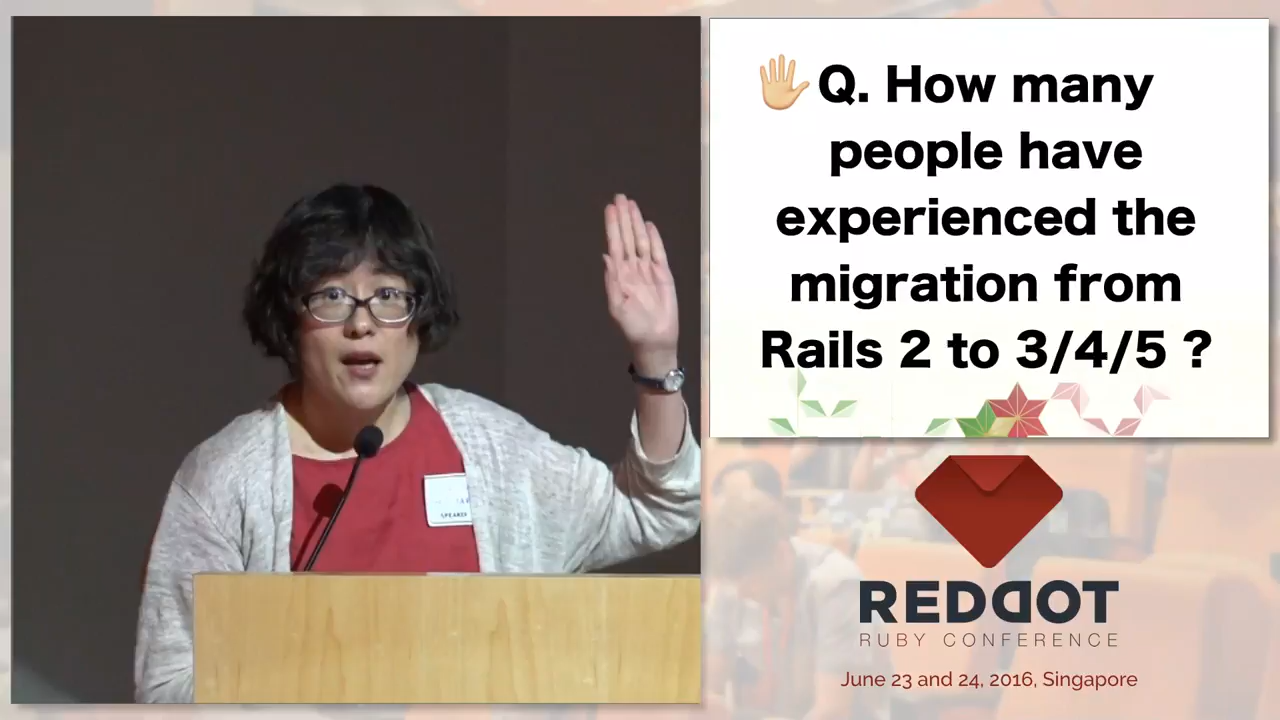 Q. How many
people have
experienced the
migration from
Rails 2 to 3/4/5 ?
SPEAKER
REDDOT
RUBY CONFERENCE
June 23 and 24, 2016, Singapore